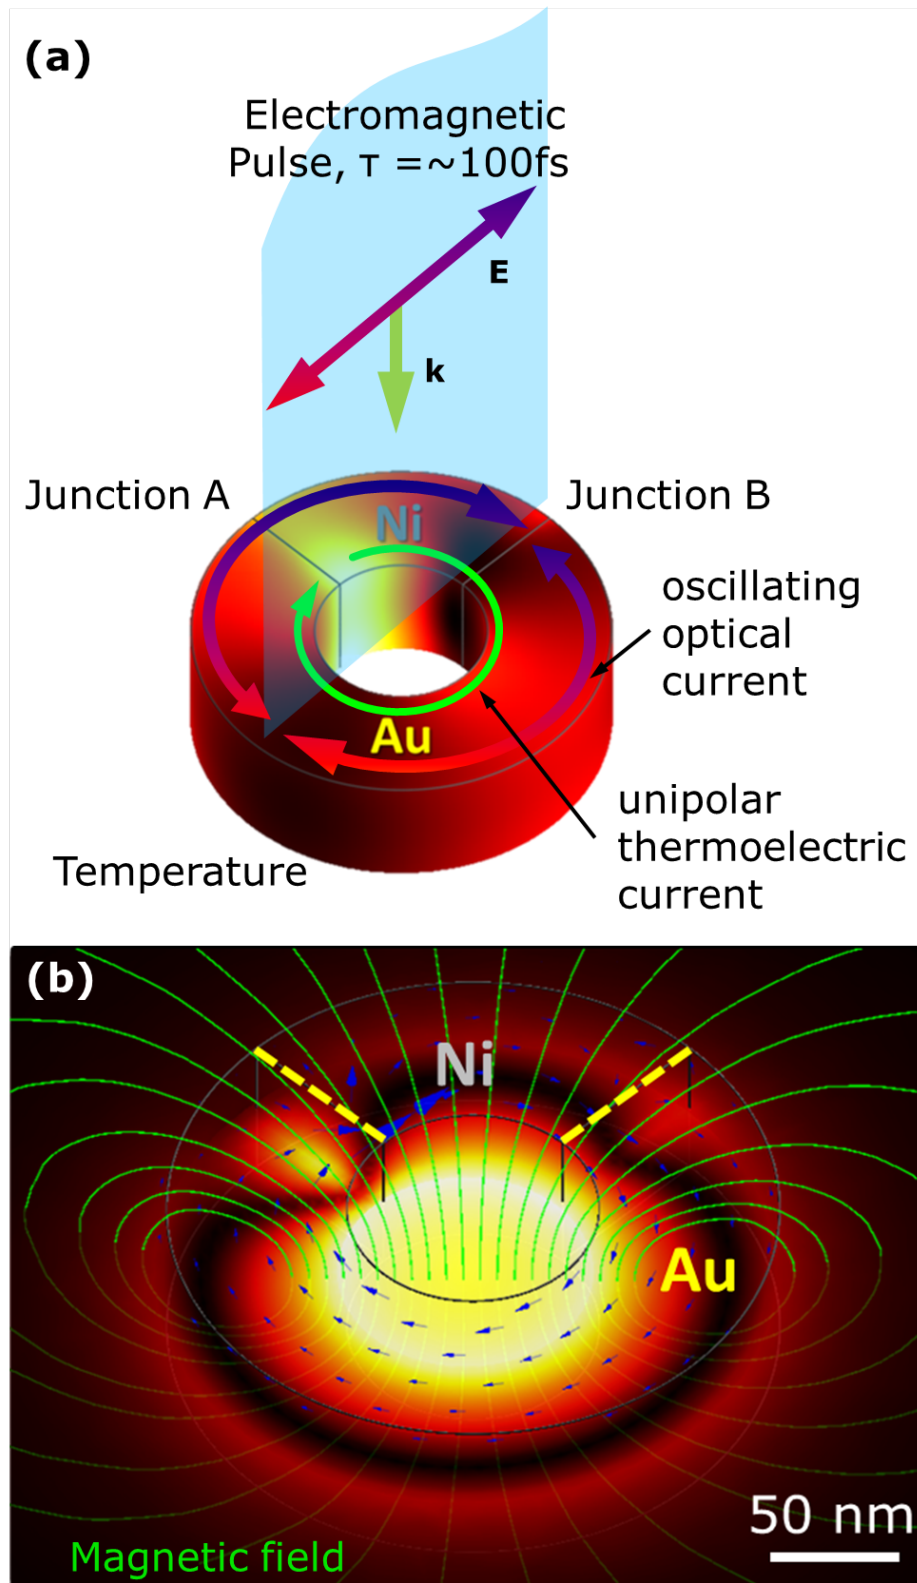 (a)
Electromagnetic
Pulse, τ =~100fs
E
k
Junction A
Junction B
Ni
oscillating
optical
current
Au
unipolar
thermoelectric
current
Temperature
(b)
Ni
Au
50 nm
Magnetic field